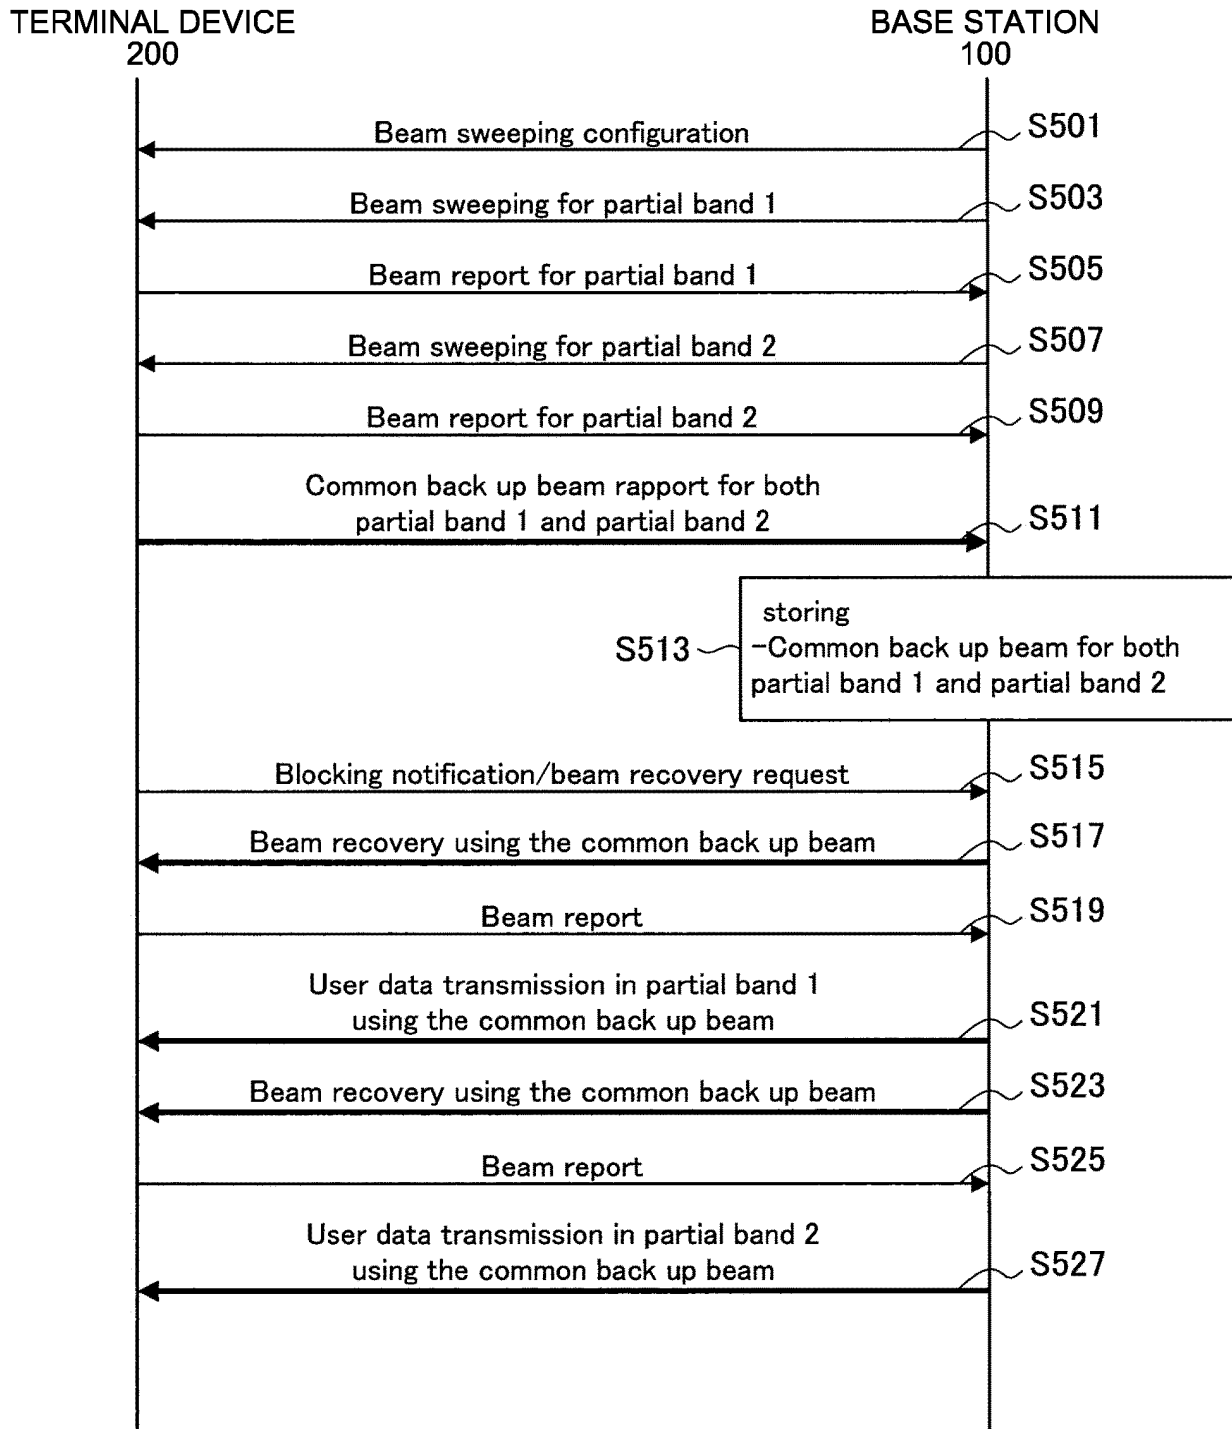 TERMINAL DEVICE
200
BASE STATION
100
Beam sweeping configuration
S501
Beam sweeping for partial band 1
S503
Beam report for partial band 1
S505
Beam sweeping for partial band 2
S507
Beam report for partial band 2
S509
Common back up beam rapport for both
partial band 1 and partial band 2
S511
storing
-Common back up beam for both
partial band 1 and partial band 2
S513
Blocking notification/beam recovery request
S515
Beam recovery using the common back up beam
S517
Beam report
S519
User data transmission in partial band 1
using the common back up beam
S521
Beam recovery using the common back up beam
S523
Beam report
S525
User data transmission in partial band 2
using the common back up beam
S527